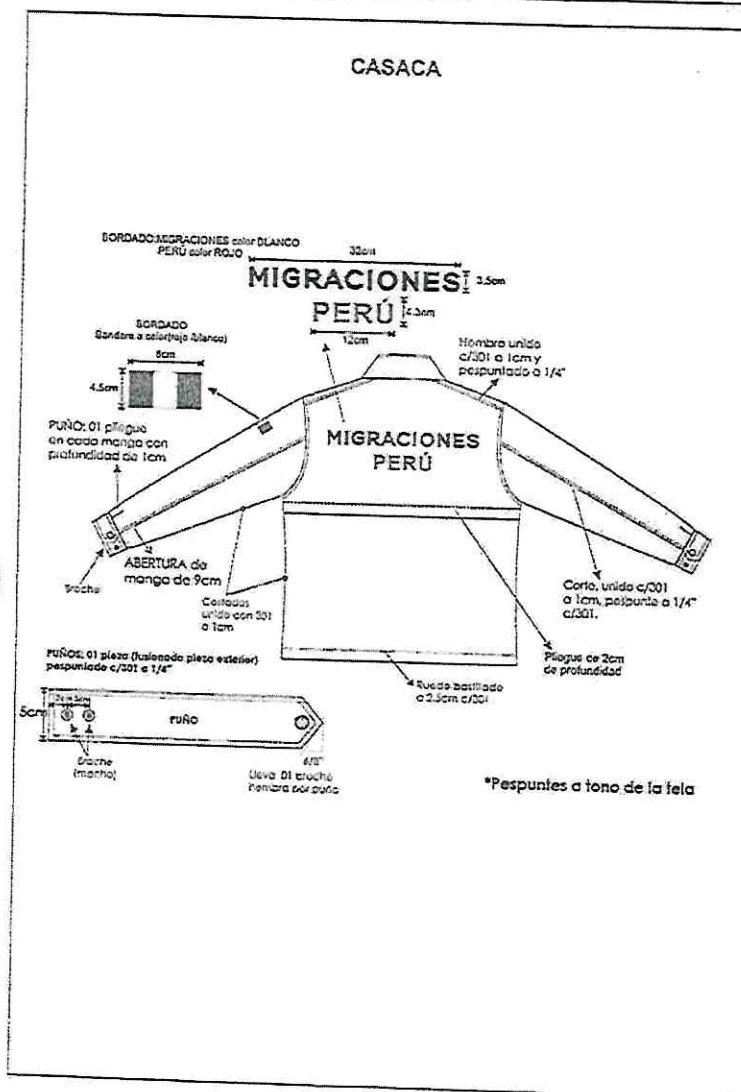 CASACA
BORDADO:MIGRACIONES color BLANCO
PERÚ color ROJO
32cm
MIGRACIONES
3.5cm
PERÚ
12cm
BORDADO
Bandera a color(rojo /blanco)
6cm
4.5cm
Hombro unido
c/301 a 1cm y
pespuntado a 1/4"
PUÑO: 01 pliegue
en cada manga con
profundidad de 1cm
MIGRACIONES
PERÚ
Broche
ABERTURA de
manga de 9cm
Costados
unido con 301
a 1cm
Corte, unido c/301
a 1cm, pespunte a 1/4"
c/301.
Pliegue de 2cm
de profundidad
Ruedo bastillado
a 2.5cm c/301
PUÑOS: 01 pieza (fusionada pieza exterior)
pespuntado c/301 a 1/4"
5cm
PUÑO
Broche
(macho)
Lleva 01 broche
hembra por puño
*Pespuntes a tono de la tela